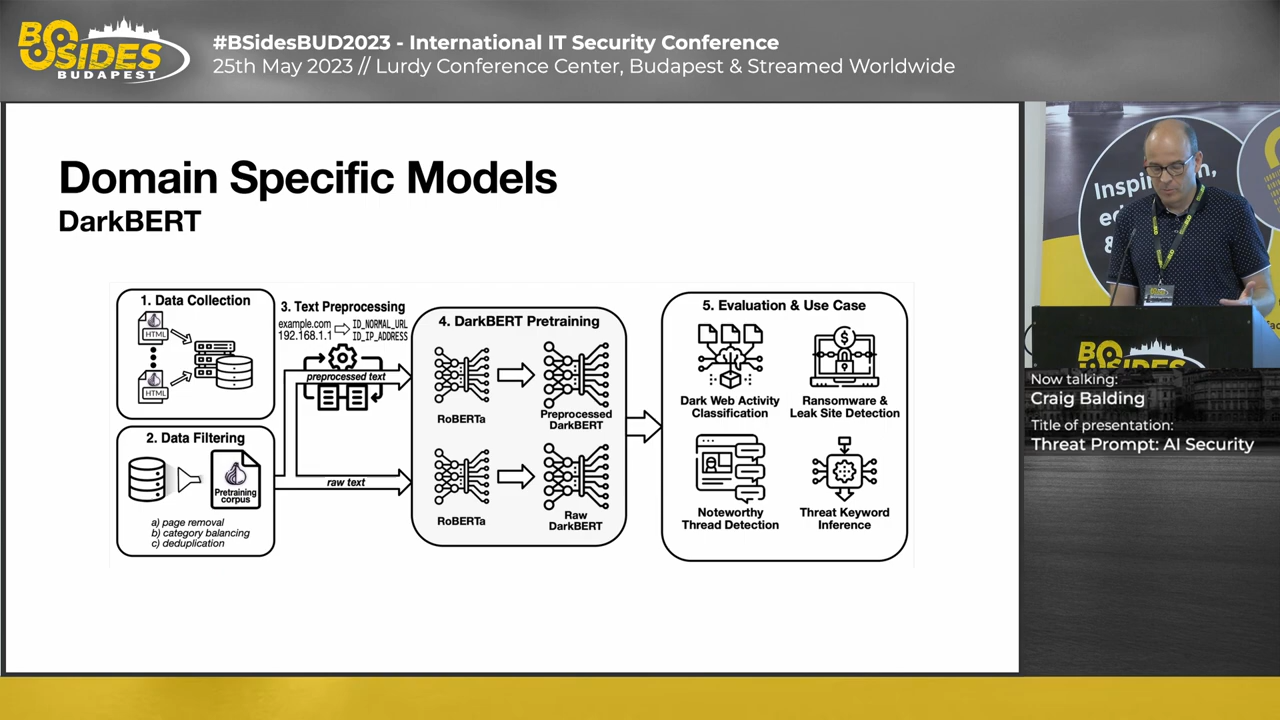 BSIDES
BUDAPEST
#BSidesBUD2023 - International IT Security Conference
25th May 2023 // Lurdy Conference Center, Budapest & Streamed Worldwide
Domain Specific Models
DarkBERT
1. Data Collection
HTML
HTML
2. Data Filtering
Pretraining
corpus
a) page removal
b) category balancing
c) deduplication
3. Text Preprocessing
example.com
192.168.1.1
ID_NORMAL_URL
ID_IP_ADDRESS
preprocessed text
raw text
4. DarkBERT Pretraining
RoBERTa
Preprocessed
DarkBERT
RoBERTa
Raw
DarkBERT
5. Evaluation & Use Case
Dark Web Activity
Classification
Ransomware &
Leak Site Detection
Noteworthy
Thread Detection
Threat Keyword
Inference
&
BSIDES
Now talking:
Craig Balding
Title of presentation:
Threat Prompt: AI Security